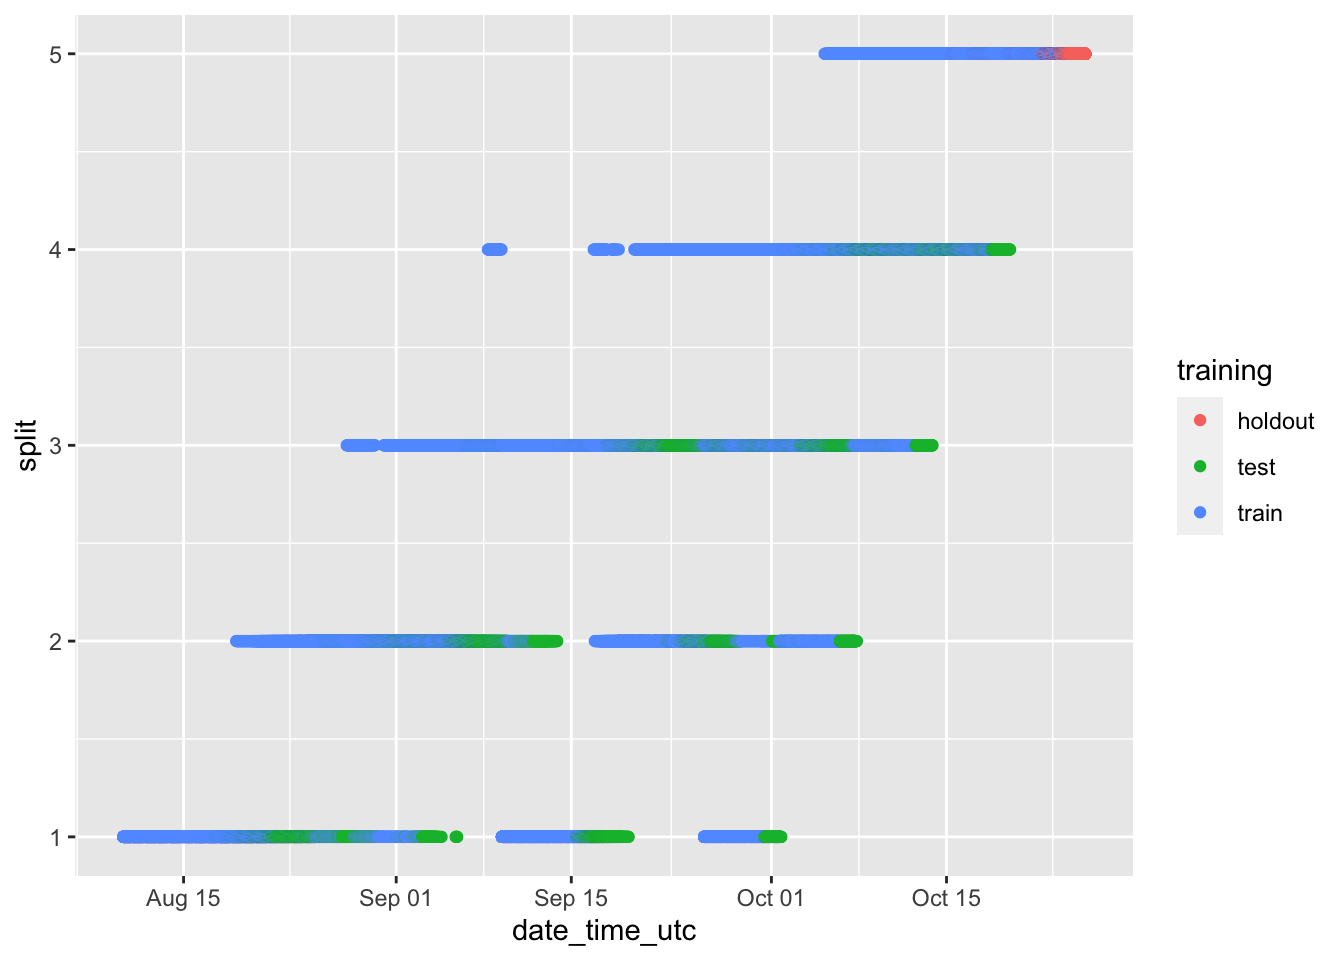 5
4
3
2
1
split
Aug 15
Sep 01
Sep 15
Oct 01
Oct 15
date_time_utc
training
holdout
test
train